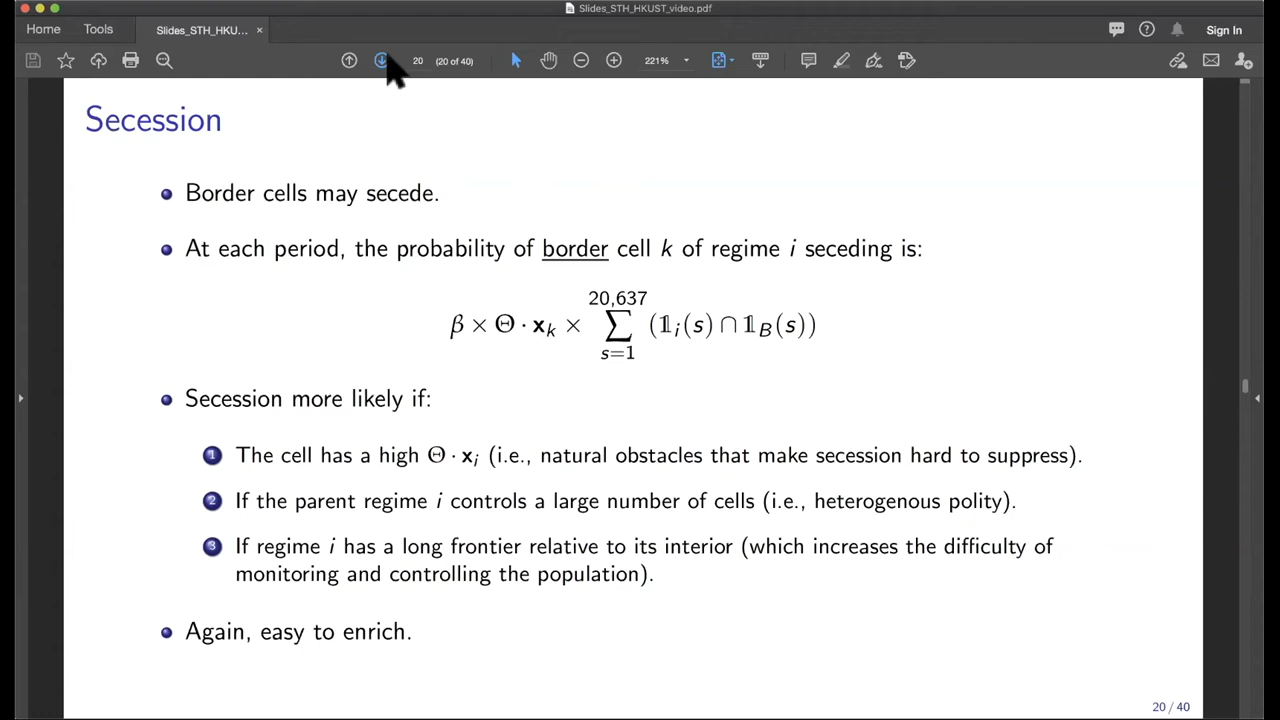 Slides_STH_HKUST_video.pdf
Home Tools Slides_STH_HKU... × Sign In
20 (20 of 40) 221%
Secession
Border cells may secede.
At each period, the probability of border cell k of regime i seceding is:
20,637
β × Θ · x_k × ∑ (𝟙_i(s) ∩ 𝟙_B(s))
s=1
Secession more likely if:
1 The cell has a high Θ · x_i (i.e., natural obstacles that make secession hard to suppress).
2 If the parent regime i controls a large number of cells (i.e., heterogenous polity).
3 If regime i has a long frontier relative to its interior (which increases the difficulty of
monitoring and controlling the population).
Again, easy to enrich.
20 / 40